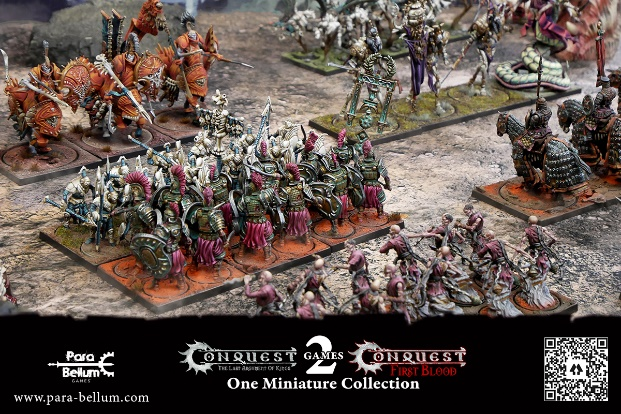 Para
Bellum
GAMES
www.para-bellum.com
CONQUEST
THE LAST ARGUMENT OF KINGS
2
GAMES
CONQUEST
FIRST BLOOD
One Miniature Collection